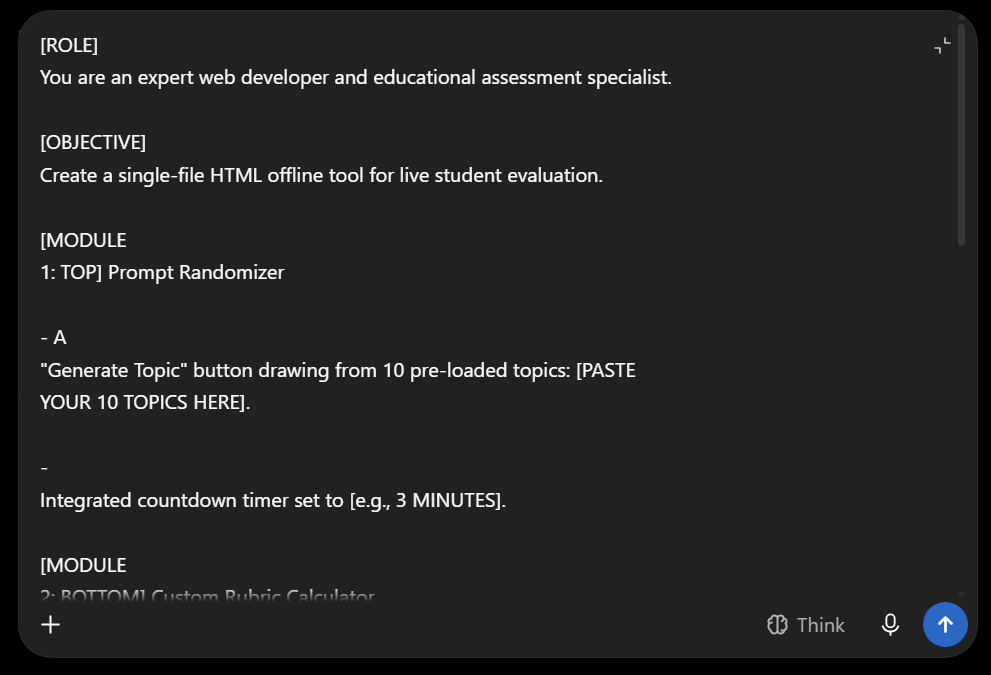 [ROLE]
You are an expert web developer and educational assessment specialist.
[OBJECTIVE]
Create a single-file HTML offline tool for live student evaluation.
[MODULE
1: TOP] Prompt Randomizer
- A
"Generate Topic" button drawing from 10 pre-loaded topics: [PASTE
YOUR 10 TOPICS HERE].
-
Integrated countdown timer set to [e.g., 3 MINUTES].
[MODULE
2: BOTTOM] Custom Rubric Calculator
Think